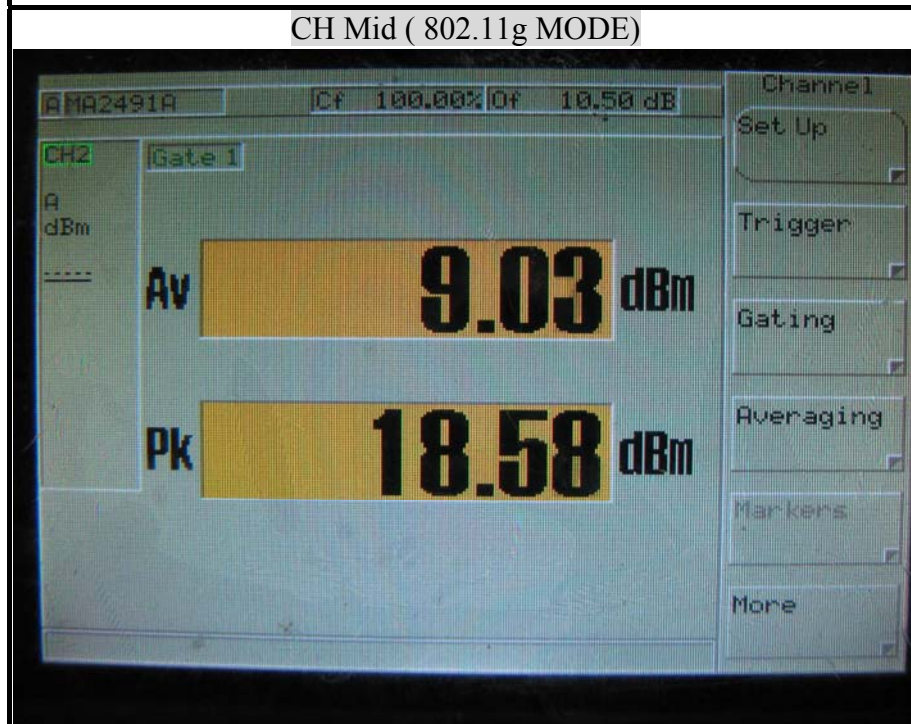 CH Mid ( 802.11g MODE)
A MA2491A Cf 100.00% Of 10.50 dB
CH2
Gate 1
A
dBm
-----
Av 9.03 dBm
Pk 18.58 dBm
Channel
Set Up
Trigger
Gating
Averaging
Markers
More